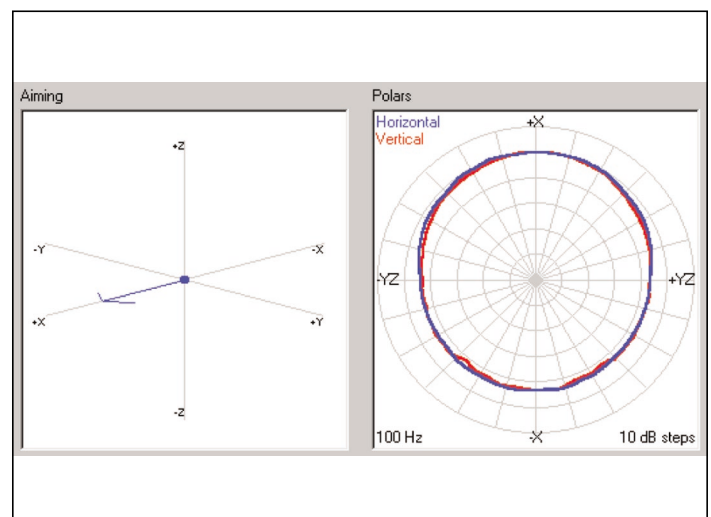 Aiming
+Z
-Y
-X
+X
+Y
-Z
Polars
Horizontal
Vertical
+X
-YZ
+YZ
-X
100 Hz
10 dB steps